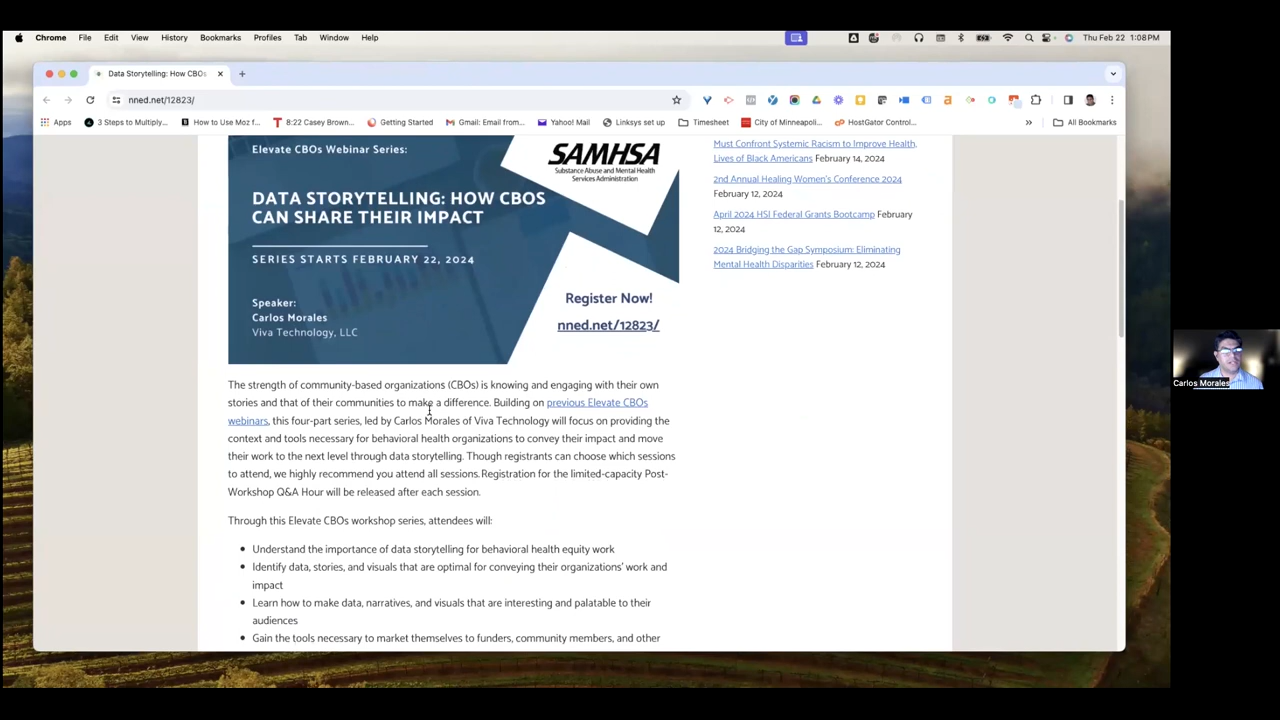 Chrome File Edit View History Bookmarks Profiles Tab Window Help Thu Feb 22 1:08 PM
Data Storytelling: How CBOs
nned.net/12823/
Apps 3 Steps to Multiply... How to Use Moz f... 8:22 Casey Brown... Getting Started Gmail: Email from... Yahoo! Mail Linksys set up Timesheet City of Minneapoli... HostGator Control... » All Bookmarks
Elevate CBOs Webinar Series:
SAMHSA
Substance Abuse and Mental Health
Services Administration
DATA STORYTELLING: HOW CBOS
CAN SHARE THEIR IMPACT
SERIES STARTS FEBRUARY 22, 2024
Speaker:
Carlos Morales
Viva Technology, LLC
Register Now!
nned.net/12823/
The strength of community-based organizations (CBOs) is knowing and engaging with their own
stories and that of their communities to make a difference. Building on previous Elevate CBOs
webinars, this four-part series, led by Carlos Morales of Viva Technology will focus on providing the
context and tools necessary for behavioral health organizations to convey their impact and move
their work to the next level through data storytelling. Though registrants can choose which sessions
to attend, we highly recommend you attend all sessions. Registration for the limited-capacity Post-
Workshop Q&A Hour will be released after each session.
Through this Elevate CBOs workshop series, attendees will:
Understand the importance of data storytelling for behavioral health equity work
Identify data, stories, and visuals that are optimal for conveying their organizations' work and
impact
Learn how to make data, narratives, and visuals that are interesting and palatable to their
audiences
Gain the tools necessary to market themselves to funders, community members, and other
Must Confront Systemic Racism to Improve Health,
Lives of Black Americans February 14, 2024
2nd Annual Healing Women's Conference 2024
February 12, 2024
April 2024 HSI Federal Grants Bootcamp February
12, 2024
2024 Bridging the Gap Symposium: Eliminating
Mental Health Disparities February 12, 2024
Carlos Morales